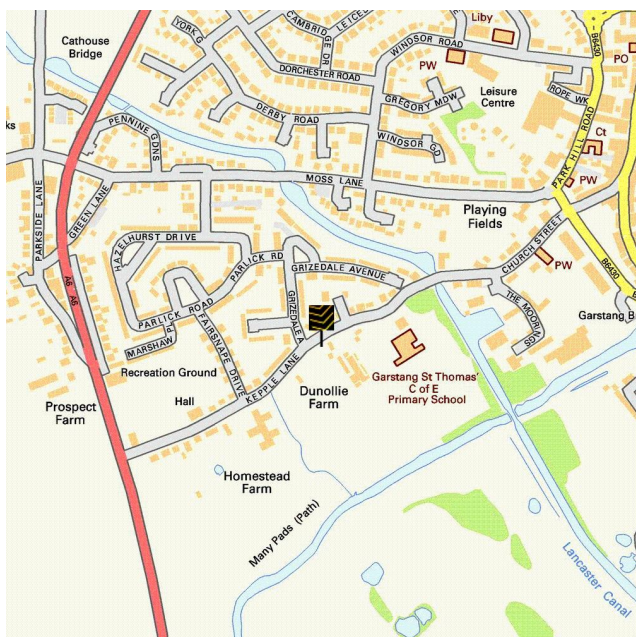 YORK G
CAMBRIDGE DR
LEICE
Liby
WINDSOR ROAD
B6430
Cathouse
Bridge
PW
PO
DORCHESTER ROAD
Leisure
Centre
ROPE WK
GREGORY MDW
DERBY ROAD
PENNINE GDNS
WINDSOR GD
Ct
ks
PARK HILL ROAD
MOSS LANE
PW
PARKSIDE LANE
GREEN LANE
Playing
Fields
HAZELHURST DRIVE
PARLICK RD
CHURCH STREET
B6430
PW
GRIZEDALE AVENUE
A6
A6
GRIZEDALE A
THE MOORINGS
PARLICK ROAD
Garstang B
MARSHAW P
FAIRSNAPE DRIVE
Recreation Ground
KEPPLE LANE
Dunollie
Farm
Garstang St Thomas'
C of E
Primary School
Prospect
Farm
Hall
Homestead
Farm
Many Pads (Path)
Lancaster Canal